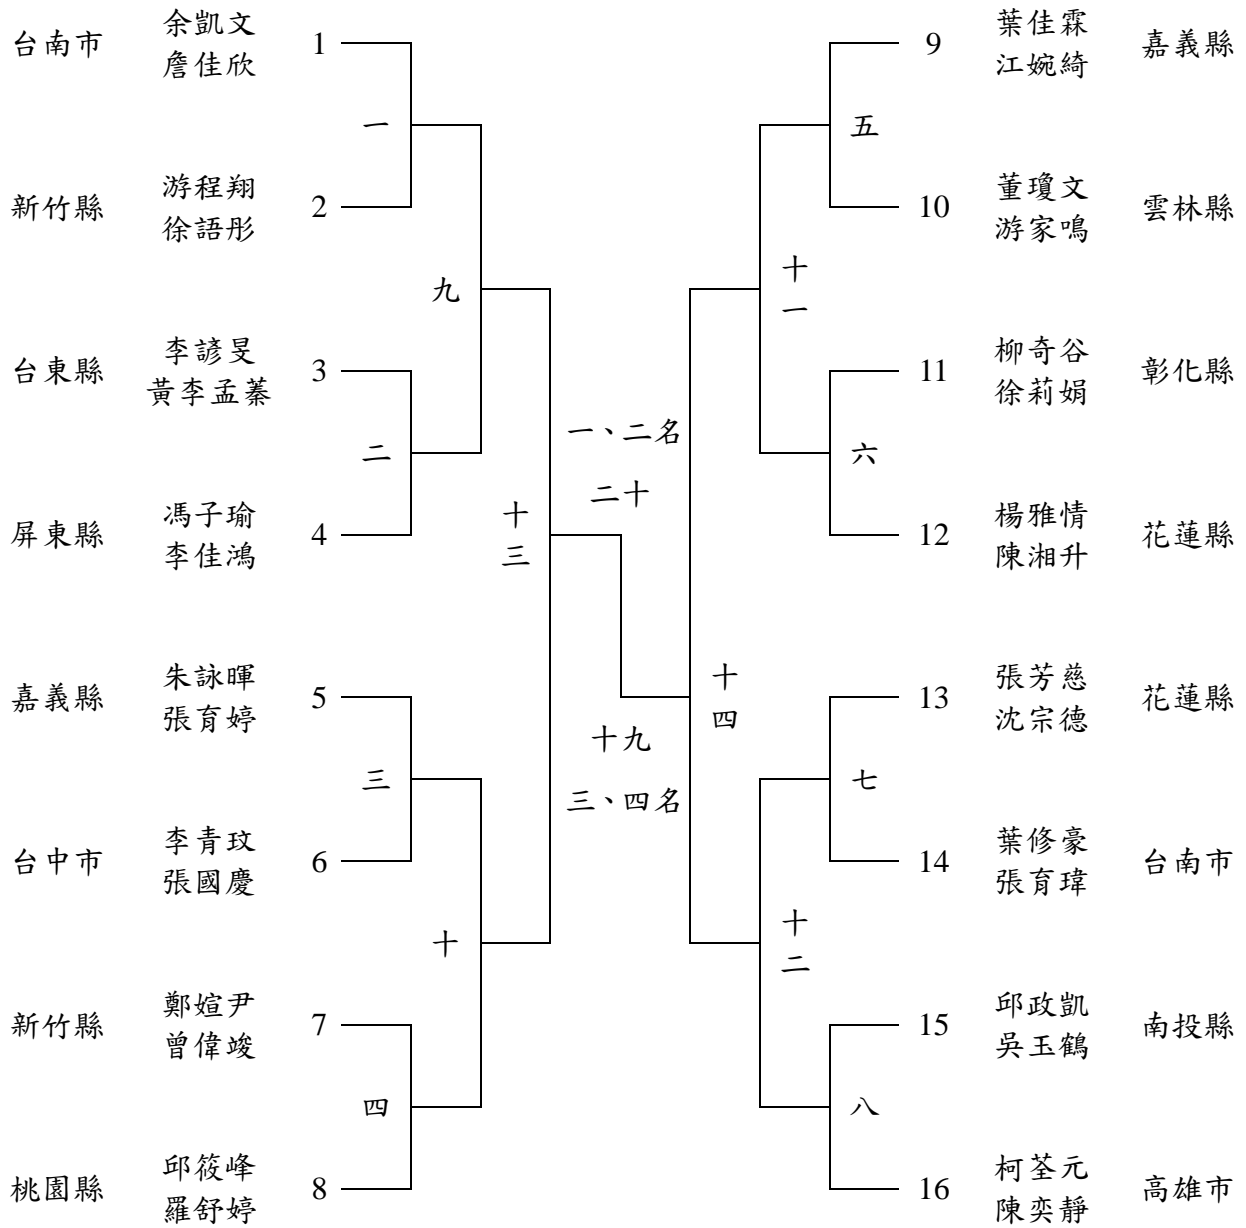 台南市
余凱文
詹佳欣
1
一
新竹縣
游程翔
徐語彤
2
九
台東縣
李諺旻
黃李孟蓁
3
二
屏東縣
馮子瑜
李佳鴻
4
十三
嘉義縣
朱詠暉
張育婷
5
三
台中市
李青玟
張國慶
6
十
新竹縣
鄭媗尹
曾偉竣
7
四
桃園縣
邱筱峰
羅舒婷
8
一、二名
二十
十九
三、四名
9
葉佳霖
江婉綺
嘉義縣
五
10
董瓊文
游家鳴
雲林縣
十一
11
柳奇谷
徐莉娟
彰化縣
六
12
楊雅情
陳湘升
花蓮縣
十四
13
張芳慈
沈宗德
花蓮縣
七
14
葉修豪
張育瑋
台南市
十二
15
邱政凱
吳玉鶴
南投縣
八
16
柯荃元
陳奕靜
高雄市